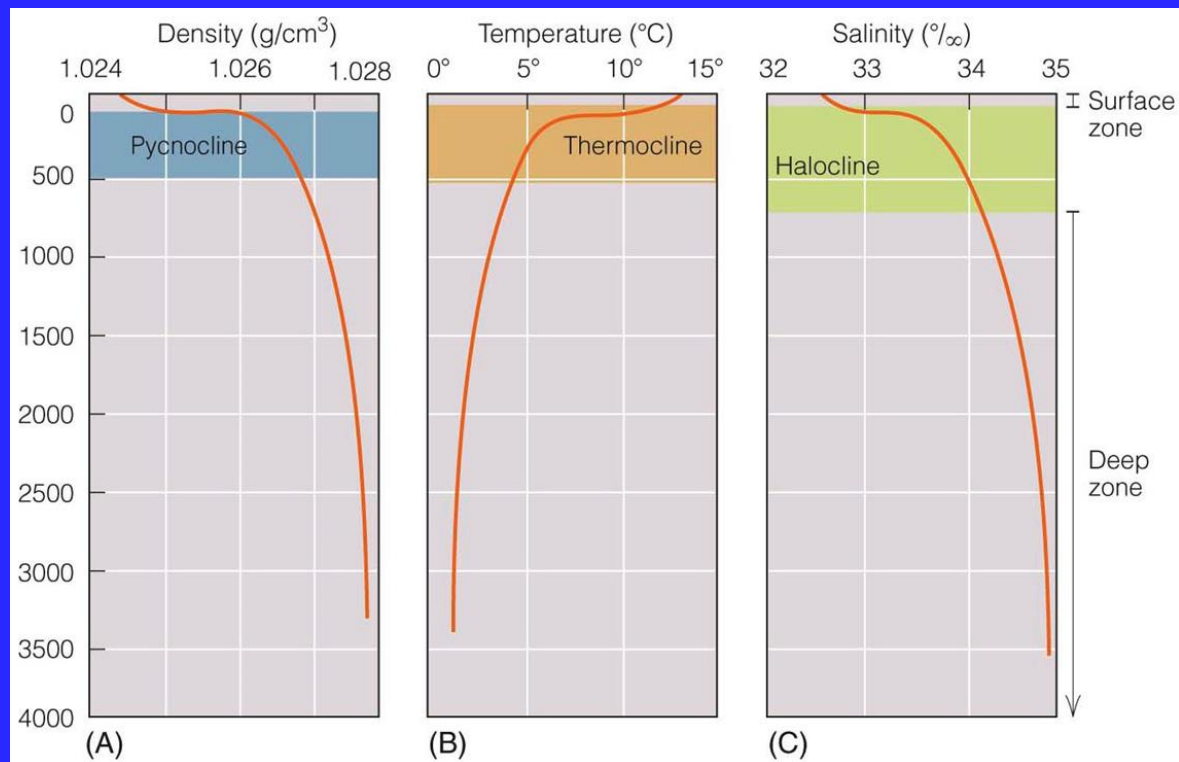 Density (g/cm³)
1.024 1.026 1.028
Temperature (°C)
0° 5° 10° 15°
Salinity (°/∞)
32 33 34 35
0
500
1000
1500
2000
2500
3000
3500
4000
Pycnocline
Thermocline
Halocline
Surface
zone
Deep
zone
(A)
(B)
(C)